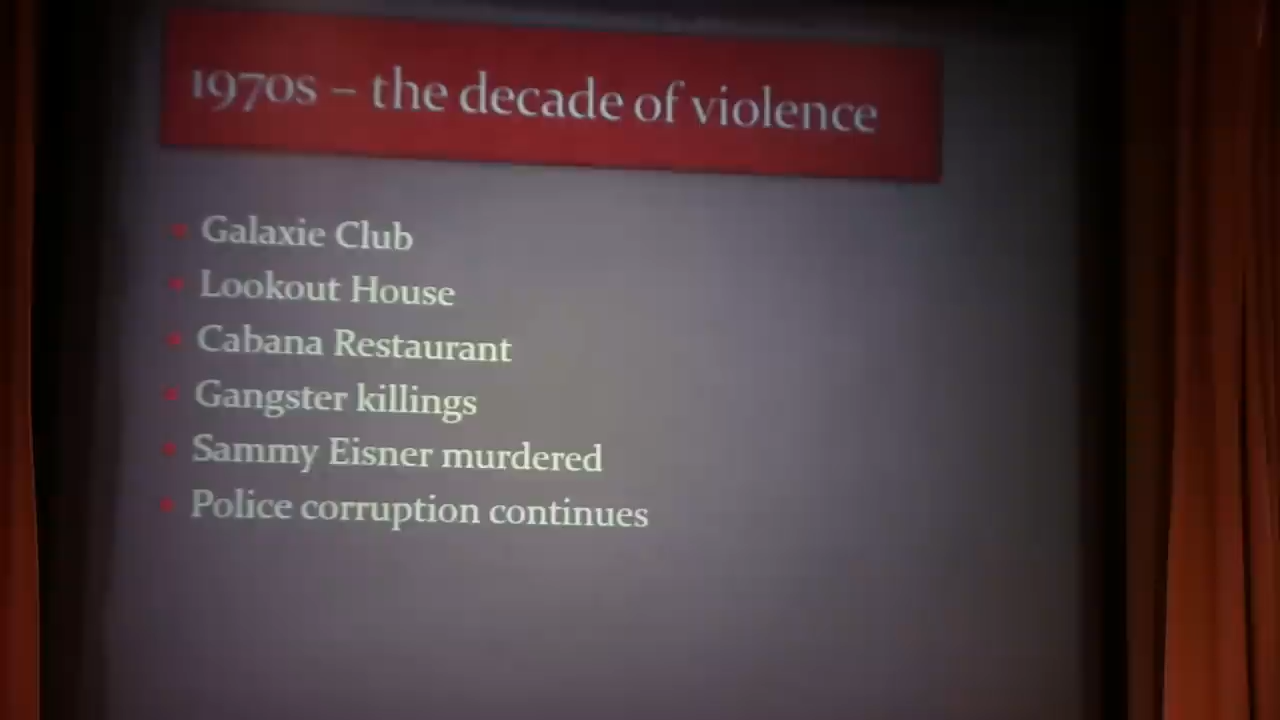 1970s – the decade of violence
Galaxie Club
Lookout House
Cabana Restaurant
Gangster killings
Sammy Eisner murdered
Police corruption continues